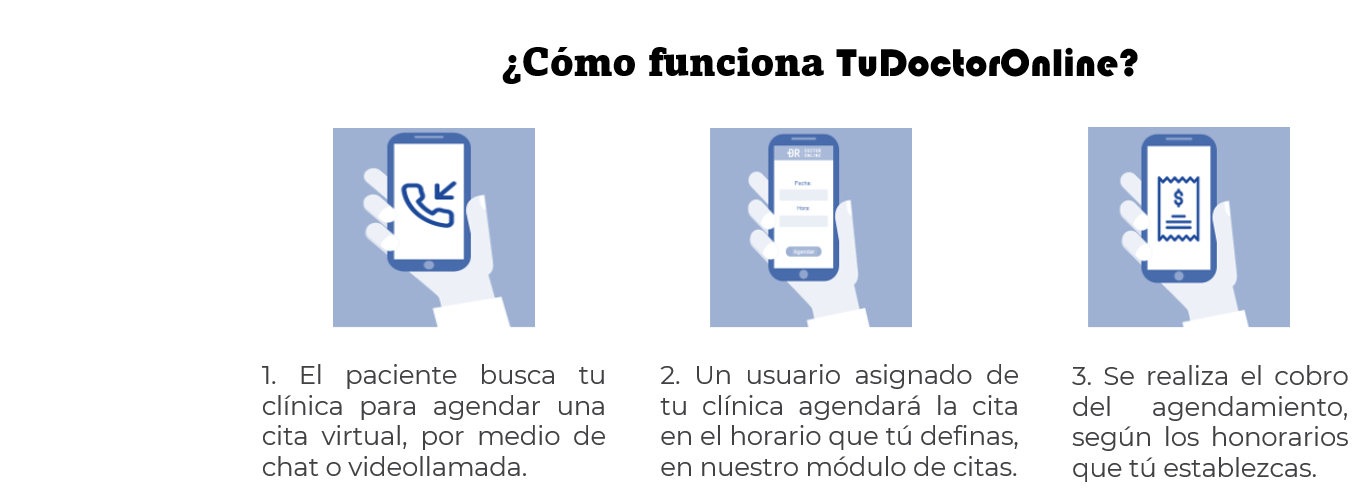 ¿Cómo funciona TuDoctorOnline?
DR DOCTOR
ONLINE
Fecha
Hora
Agendar
$
$
1. El paciente busca tu
clínica para agendar una
cita virtual, por medio de
chat o videollamada.
2. Un usuario asignado de
tu clínica agendará la cita
en el horario que tú definas,
en nuestro módulo de citas.
3. Se realiza el cobro
del agendamiento,
según los honorarios
que tú establezcas.